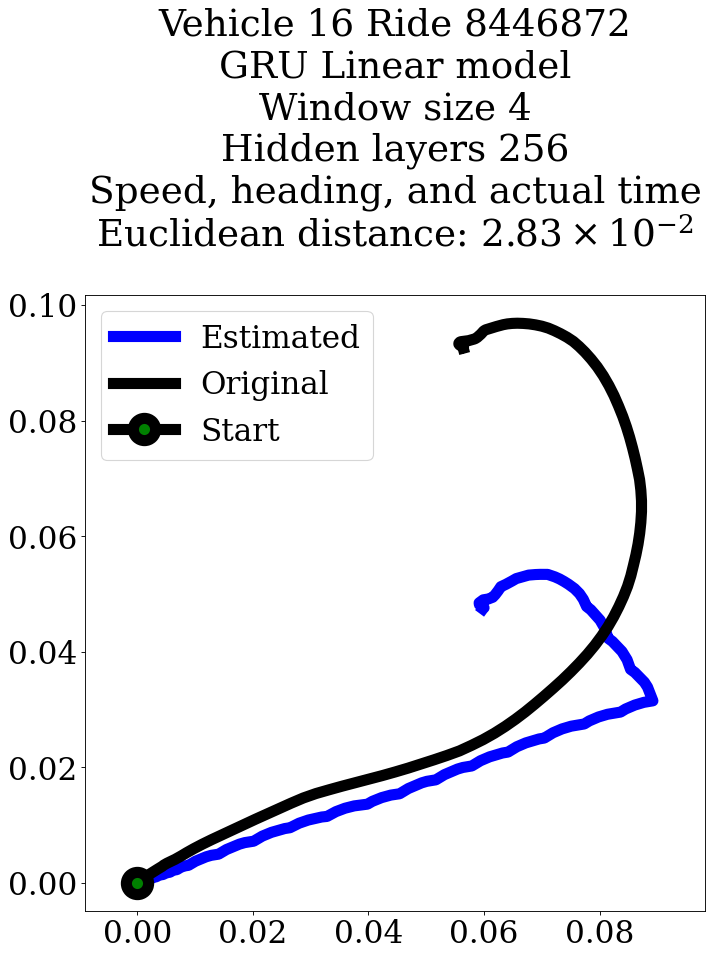 Vehicle 16 Ride 8446872
GRU Linear model
Window size 4
Hidden layers 256
Speed, heading, and actual time
Euclidean distance: 2.83 × 10⁻²
Estimated
Original
Start
0.10
0.08
0.06
0.04
0.02
0.00
0.00 0.02 0.04 0.06 0.08